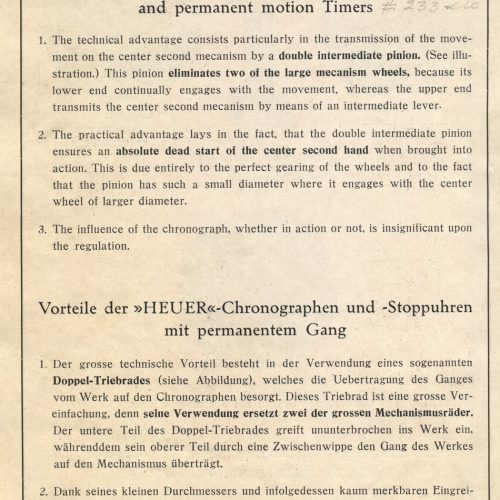 and permanent motion Timers # 233
1. The technical advantage consists particularly in the transmission of the move-
ment on the center second mecanism by a double intermediate pinion. (See illu-
stration.) This pinion eliminates two of the large mecanism wheels, because its
lower end continually engages with the movement, whereas the upper end
transmits the center second mecanism by means of an intermediate lever.
2. The practical advantage lays in the fact, that the double intermediate pinion
ensures an absolute dead start of the center second hand when brought into
action. This is due entirely to the perfect gearing of the wheels and to the fact
that the pinion has such a small diameter where it engages with the center
wheel of larger diameter.
3. The influence of the chronograph, whether in action or not, is insignificant upon
the regulation.
Vorteile der »HEUER«-Chronographen und -Stoppuhren
mit permanentem Gang
1. Der grosse technische Vorteil besteht in der Verwendung eines sogenannten
Doppel-Triebrades (siehe Abbildung), welches die Uebertragung des Ganges
vom Werk auf den Chronographen besorgt. Dieses Triebrad ist eine grosse Ver-
einfachung, denn seine Verwendung ersetzt zwei der grossen Mechanismusräder.
Der untere Teil des Doppel-Triebrades greift ununterbrochen ins Werk ein,
währenddem sein oberer Teil durch eine Zwischenwippe den Gang des Werkes
auf den Mechanismus überträgt.
2. Dank seines kleinen Durchmessers und infolgedessen kaum merkbaren Eingrei-